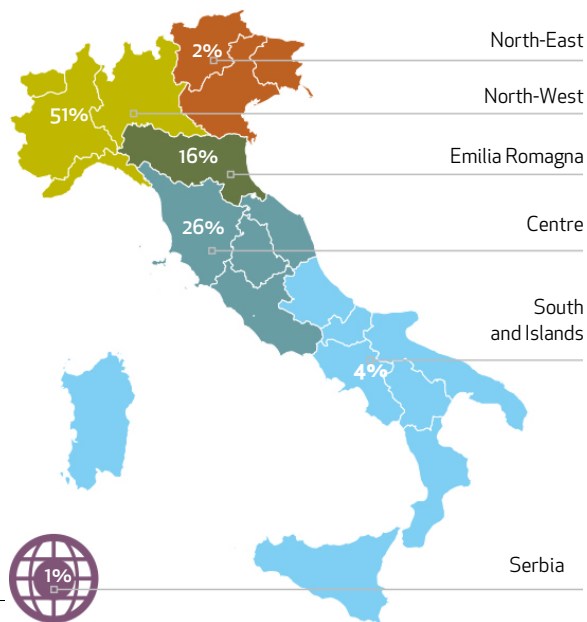 North-East
2%
North-West
51%
Emilia Romagna
16%
Centre
26%
South
and Islands
4%
Serbia
1%